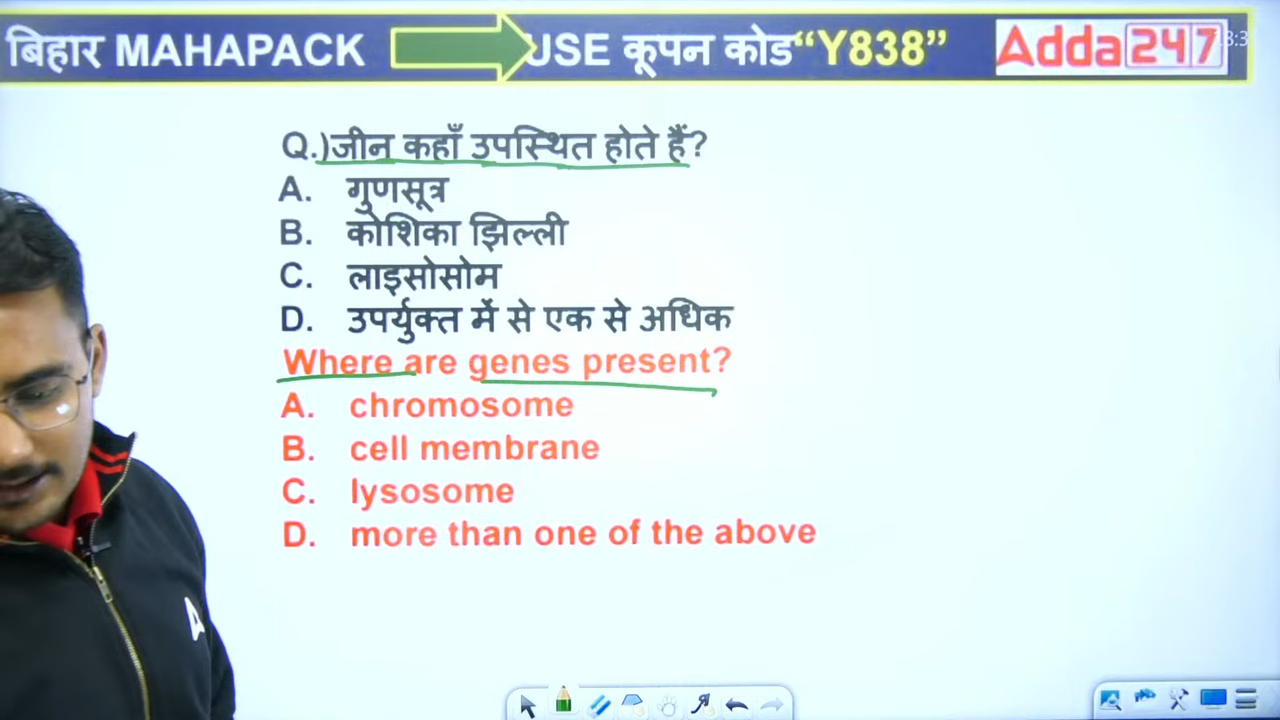 बिहार MAHAPACK USE कूपन कोड“Y838” Adda247
Q.)जीन कहाँ उपस्थित होते हैं?
A. गुणसूत्र
B. कोशिका झिल्ली
C. लाइसोसोम
D. उपर्युक्त में से एक से अधिक
Where are genes present?
A. chromosome
B. cell membrane
C. lysosome
D. more than one of the above